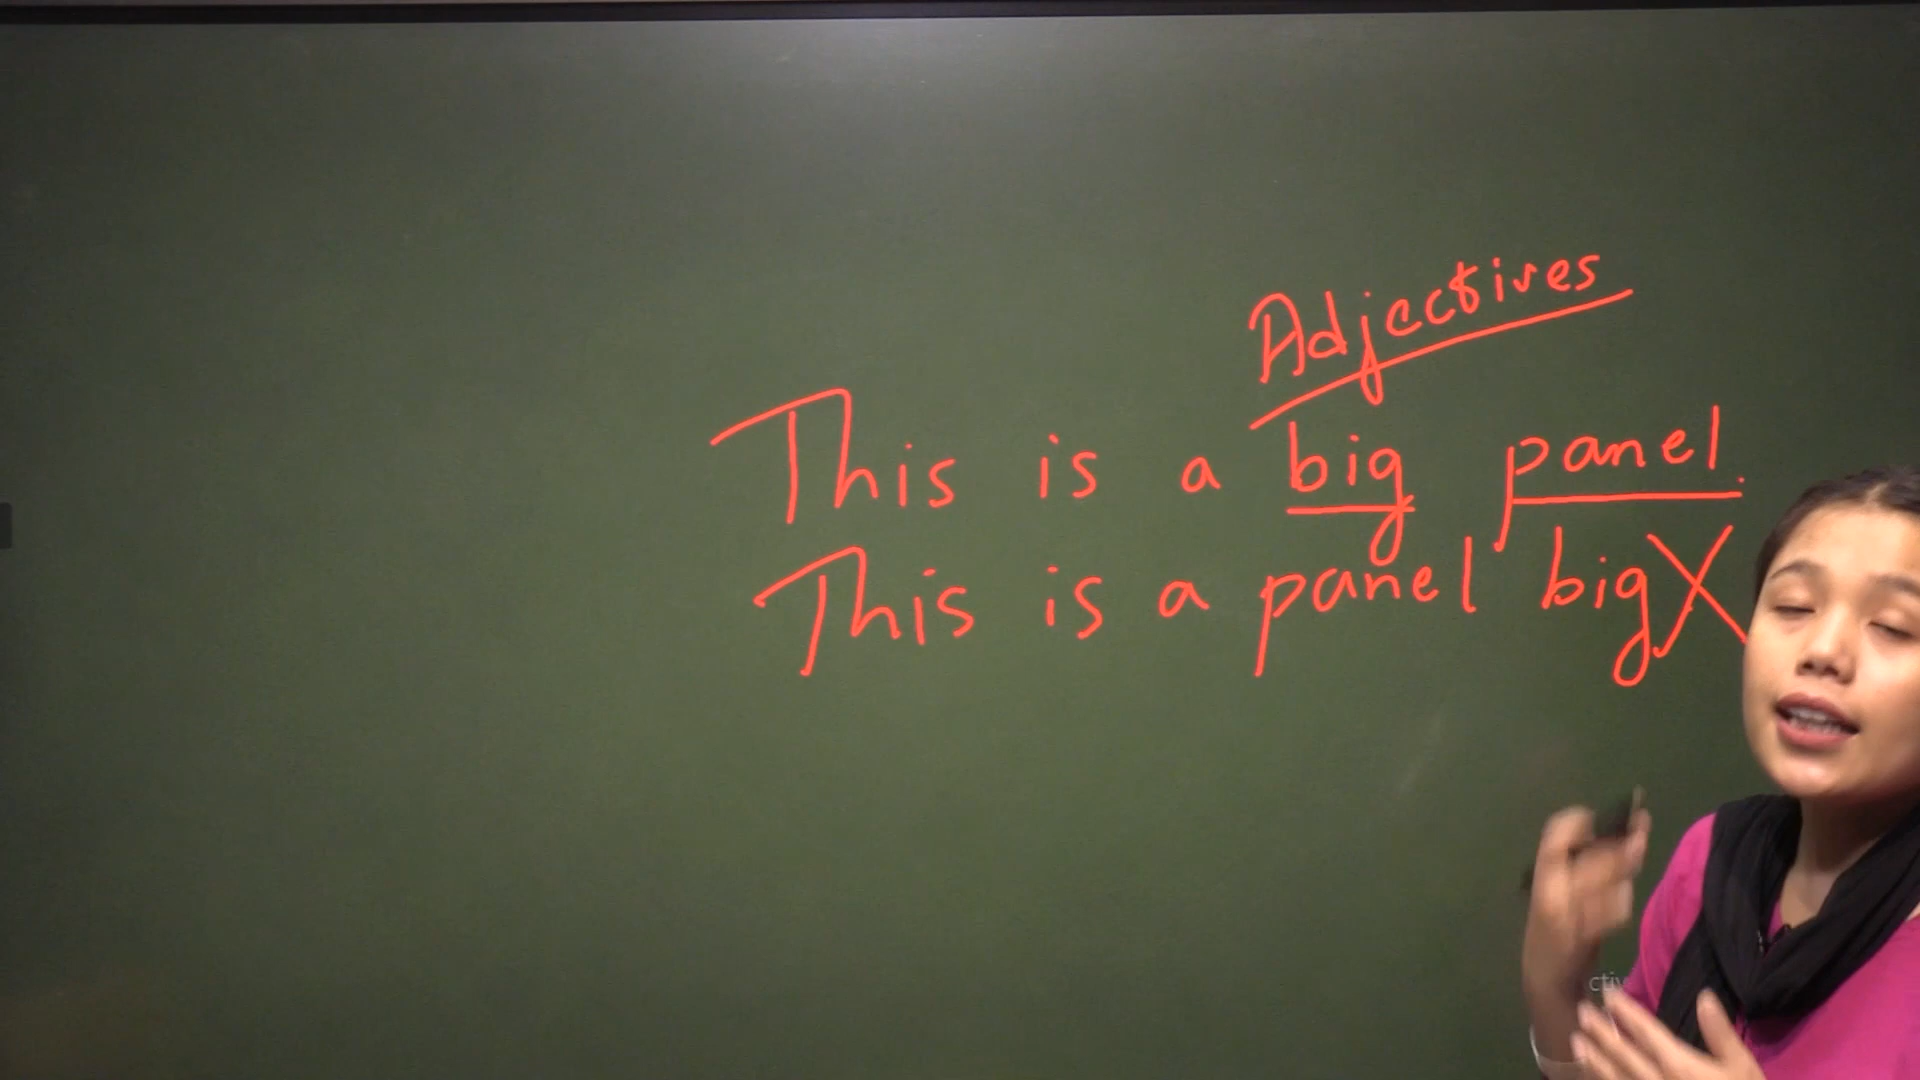 Adjectives
This is a big panel.
This is a panel big X